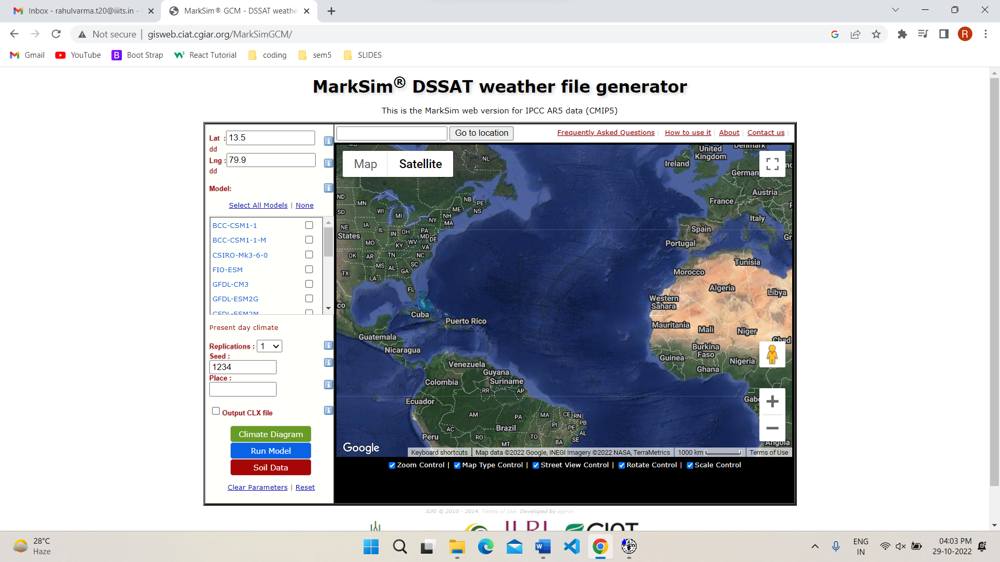 Inbox - rahulvarma.t20@iiits.in -
MarkSim® GCM - DSSAT weathe
Not secure
gisweb.ciat.cgiar.org/MarkSimGCM/
R
Gmail
YouTube
B
Boot Strap
React Tutorial
coding
sem5
SLIDES
MarkSim® DSSAT weather file generator
This is the MarkSim web version for IPCC AR5 data (CMIP5)
Lat :
13.5
dd
Lng :
79.9
dd
Model:
Select All Models | None
BCC-CSM1-1
BCC-CSM1-1-M
CSIRO-Mk3-6-0
FIO-ESM
GFDL-CM3
GFDL-ESM2G
GFDL-ESM2M
Present day climate
Replications :
1
Seed :
1234
Place :
Output CLX file
Climate Diagram
Run Model
Soil Data
Clear Parameters | Reset
Go to location
Frequently Asked Questions |
How to use it |
About |
Contact us |
Map
Satellite
NL
United Kingdom
Denmark
Ireland
German
Austria
France
Italy
Spain
Portugal
Gr
Tunisia
Morocco
Algeria
Libya
Western Sahara
Mauritania
Mali
Niger
Chad
Burkina Faso
Guinea
Nigeria
Ghana
Gab
Angola
ND
MN
SD
WI
MI
NB
PE
NS
ME
NH
MA
NY
NE
IA
IL
IN
OH
PA
MD
DE
States
MO
KY
WV
VA
OK
AR
TN
NC
SC
MS
AL
GA
TX
LA
FL
co
Cuba
Puerto Rico
Guatemala
Nicaragua
Venezuela
Guyana
Suriname
Colombia
RR
AP
Ecuador
AM
PA
MA
CE
RN
PB
PI
PE
AL
AC
Brazil
Peru
RO
TO
SE
MT
BA
Google
Keyboard shortcuts
Map data ©2022 Google, INEGI Imagery ©2022 NASA, TerraMetrics
1000 km
Terms of Use
Zoom Control |
Map Type Control |
Street View Control |
Rotate Control |
Scale Control
ILRI © 2010 - 2014. Terms of Use. Developed by egiron
ILRI
CIAT
28°C
Haze
ENG
IN
04:03 PM
29-10-2022